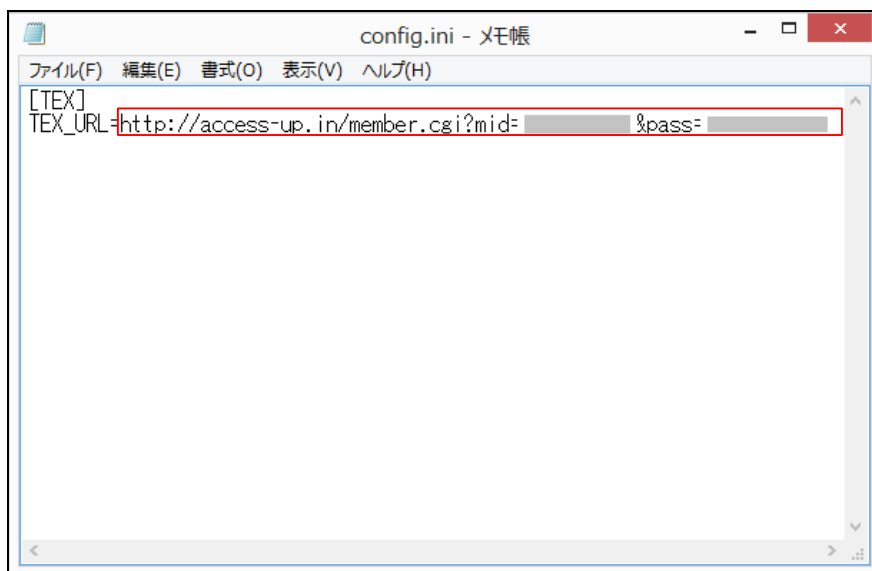 config.ini - メモ帳
ファイル(F) 編集(E) 書式(O) 表示(V) ヘルプ(H)
[TEX]
TEX_URL=http://access-up.in/member.cgi?mid= &pass=